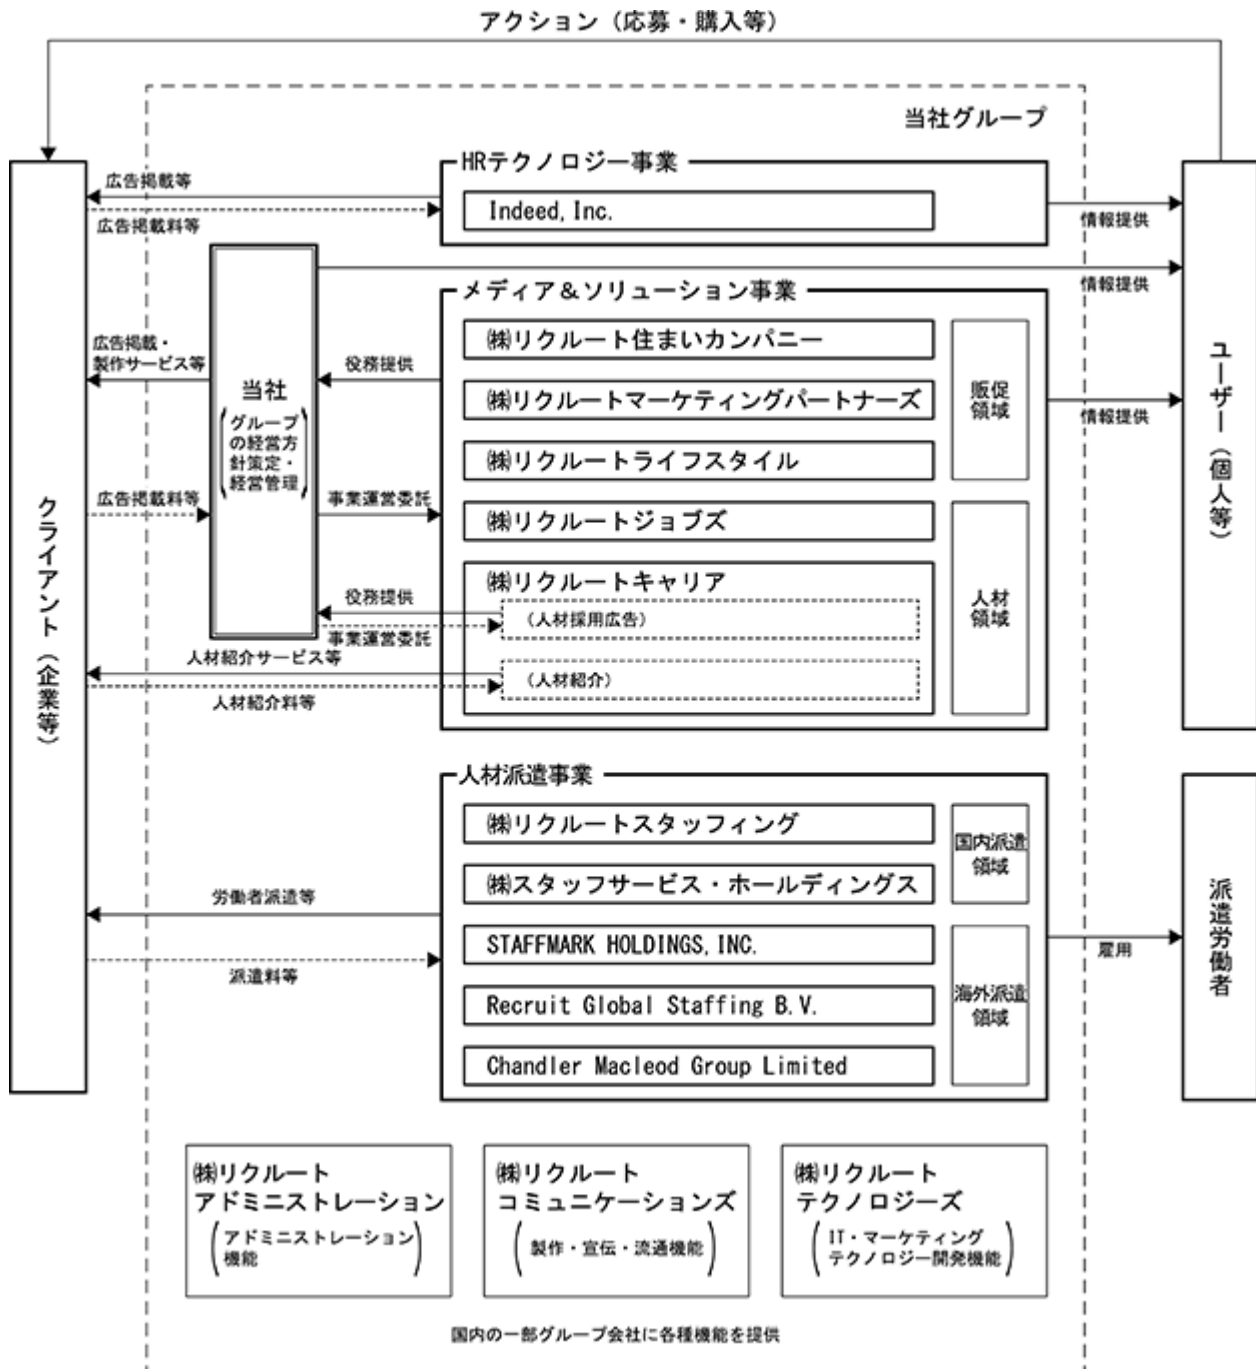 アクション（応募・購入等）
当社グループ
HRテクノロジー事業
Indeed, Inc.
広告掲載等
広告掲載料等
情報提供
情報提供
メディア＆ソリューション事業
㈱リクルート住まいカンパニー
㈱リクルートマーケティングパートナーズ
㈱リクルートライフスタイル
販促
領域
㈱リクルートジョブズ
㈱リクルートキャリア
（人材採用広告）
（人材紹介）
人材
領域
情報提供
広告掲載・
製作サービス等
役務提供
当社
グループ
の経営方
針策定・
経営管理
広告掲載料等
事業運営委託
役務提供
事業運営委託
人材紹介サービス等
人材紹介料等
クライアント（企業等）
ユーザー（個人等）
人材派遣事業
㈱リクルートスタッフィング
㈱スタッフサービス・ホールディングス
国内派遣
領域
STAFFMARK HOLDINGS, INC.
Recruit Global Staffing B.V.
Chandler Macleod Group Limited
海外派遣
領域
労働者派遣等
派遣料等
雇用
派遣労働者
㈱リクルート
アドミニストレーション
（アドミニストレーション
機能）
㈱リクルート
コミュニケーションズ
（製作・宣伝・流通機能）
㈱リクルート
テクノロジーズ
（IT・マーケティング
テクノロジー開発機能）
国内の一部グループ会社に各種機能を提供